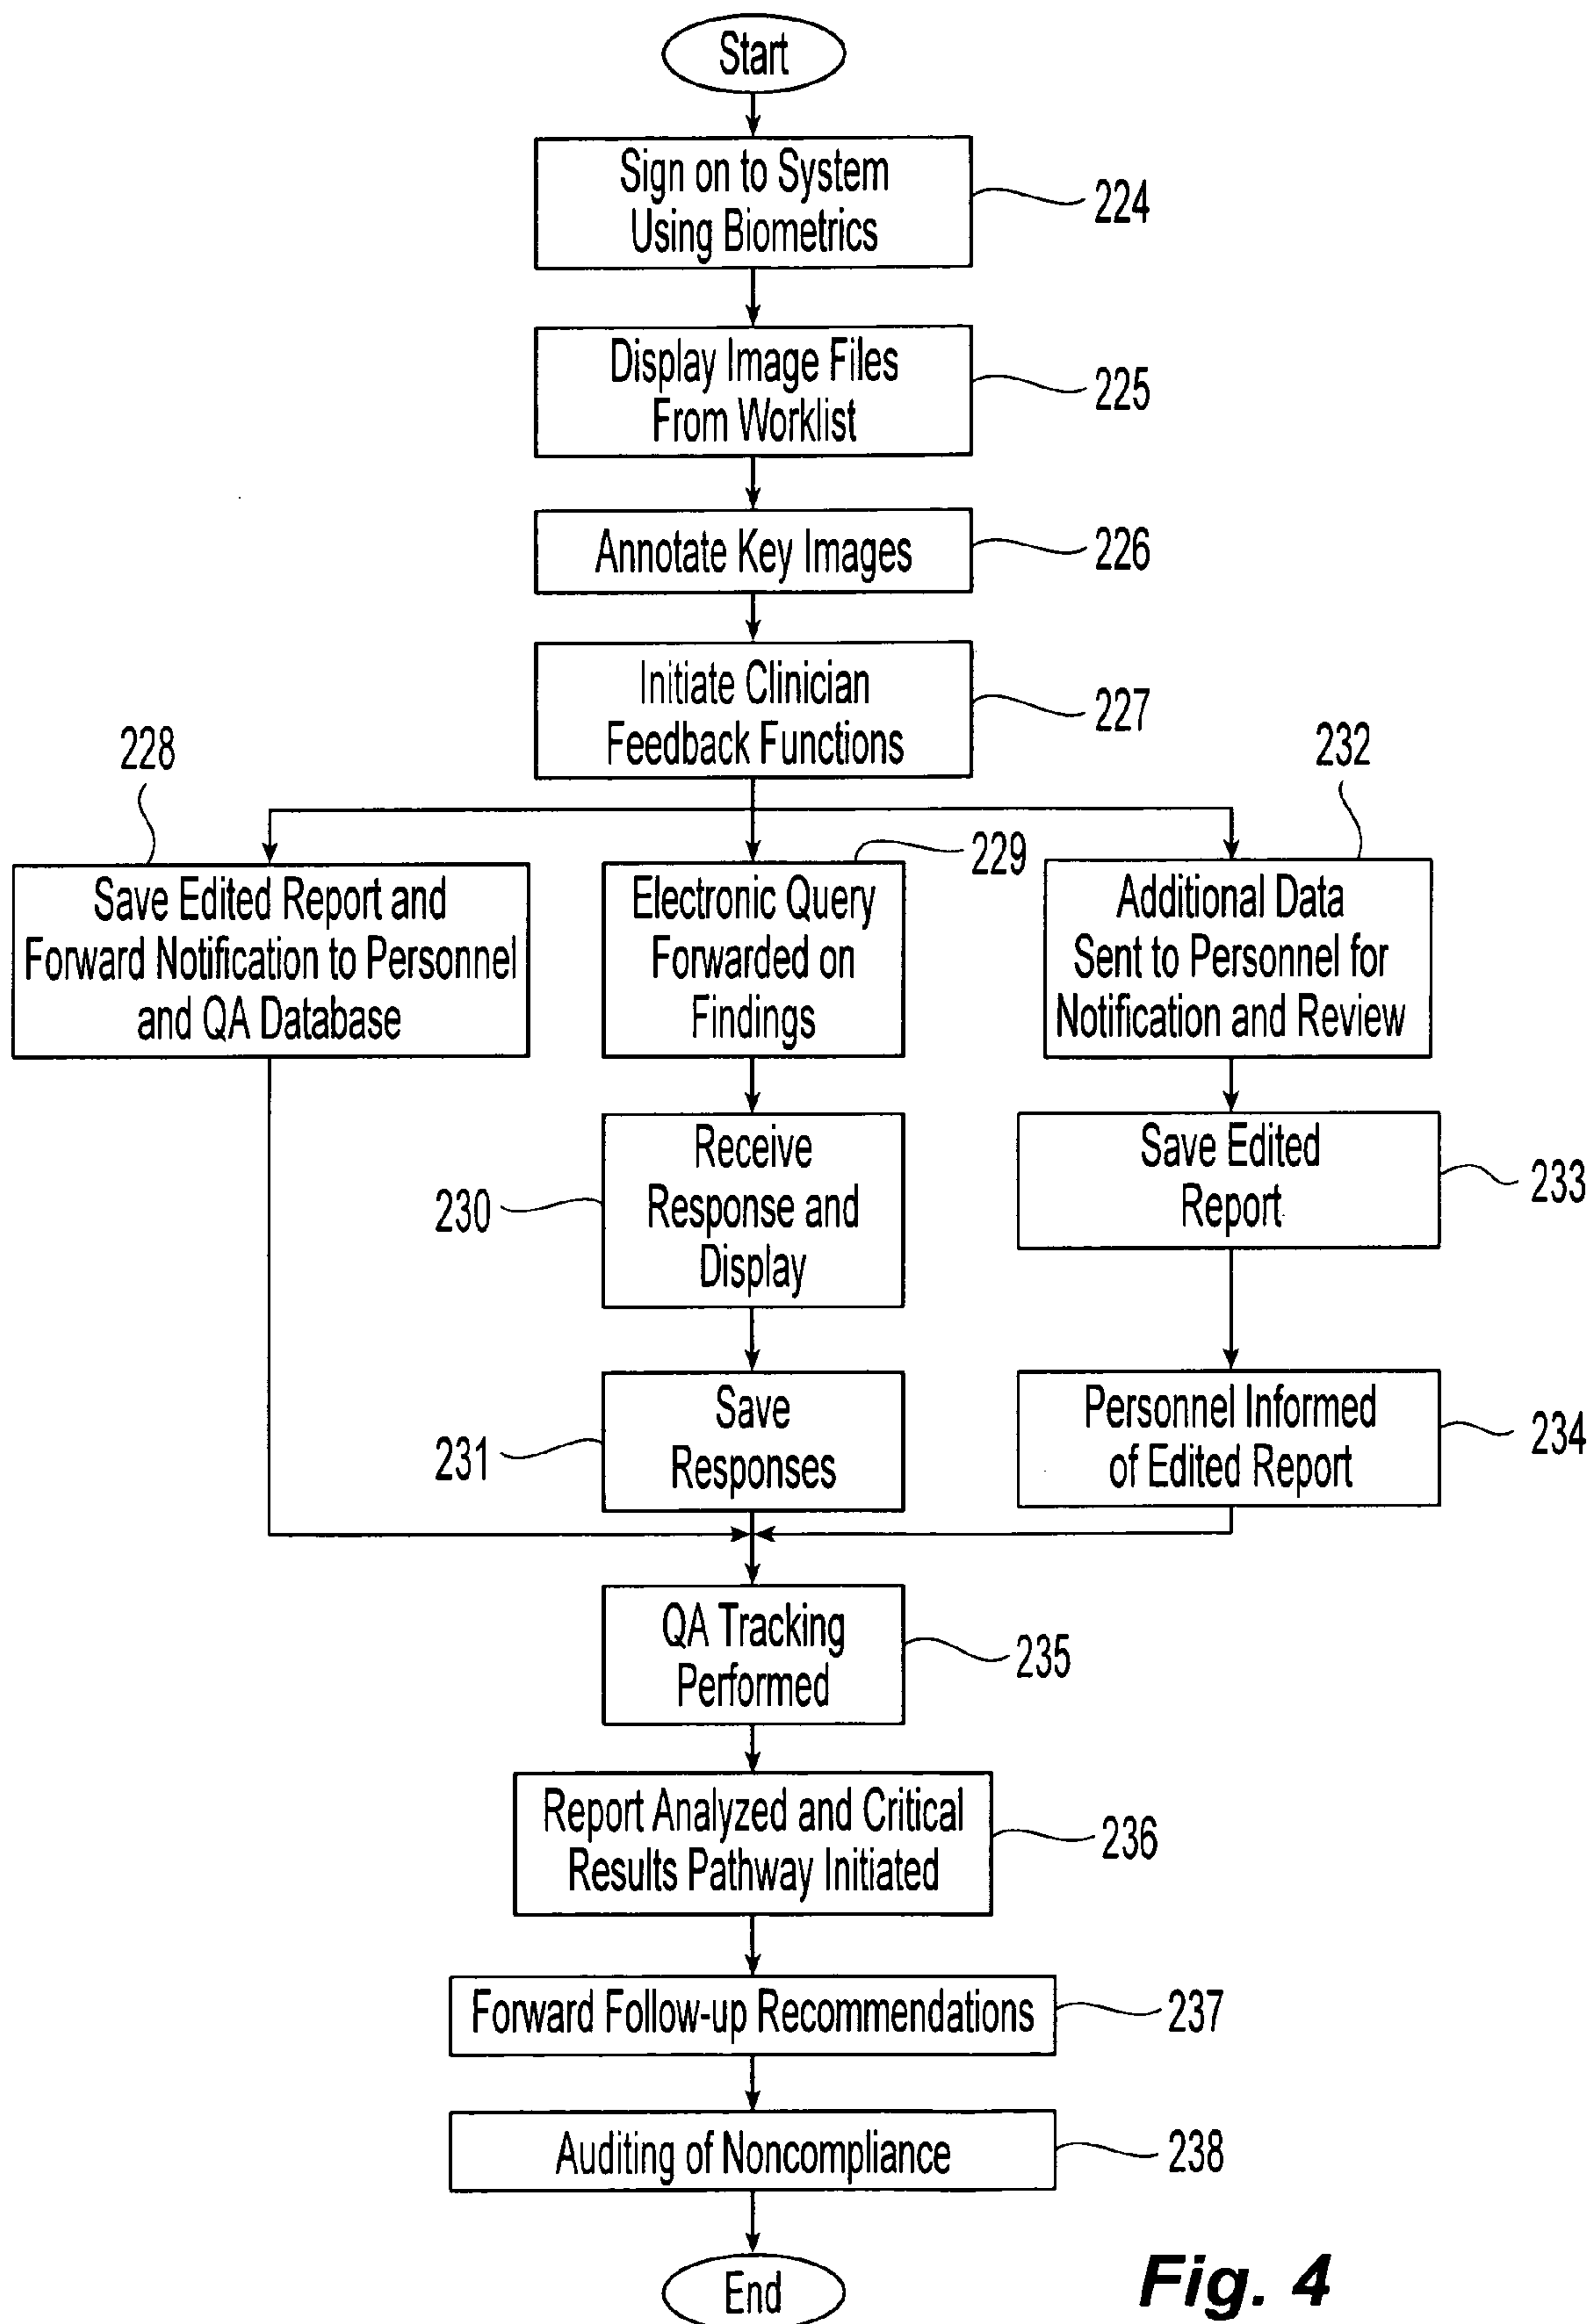 Start
Sign on to System
Using Biometrics
224
Display Image Files
From Worklist
225
Annotate Key Images
226
Initiate Clinician
Feedback Functions
227
228
232
Save Edited Report and
Forward Notification to Personnel
and QA Database
229
Electronic Query
Forwarded on
Findings
Additional Data
Sent to Personnel for
Notification and Review
230
Receive
Response and
Display
Save Edited
Report
233
231
Save
Responses
Personnel Informed
of Edited Report
234
QA Tracking
Performed
235
Report Analyzed and Critical
Results Pathway Initiated
236
Forward Follow-up Recommendations
237
Auditing of Noncompliance
238
End
Fig. 4